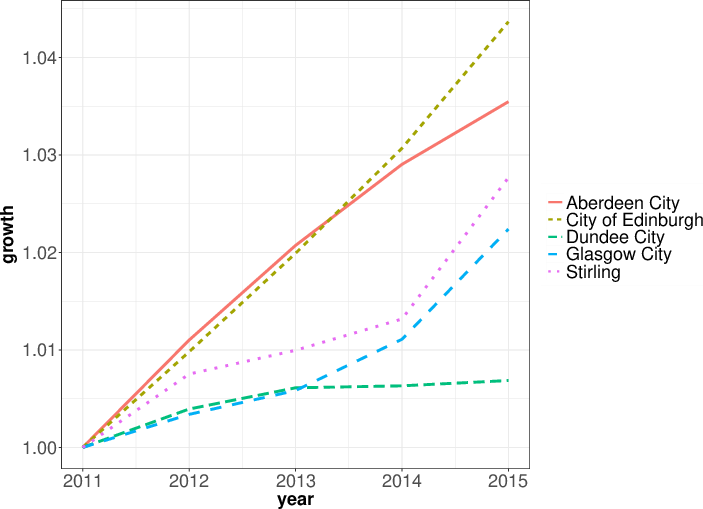 1.04
1.03
1.02
1.01
1.00
growth
2011 2012 2013 2014 2015
year
Aberdeen City
City of Edinburgh
Dundee City
Glasgow City
Stirling